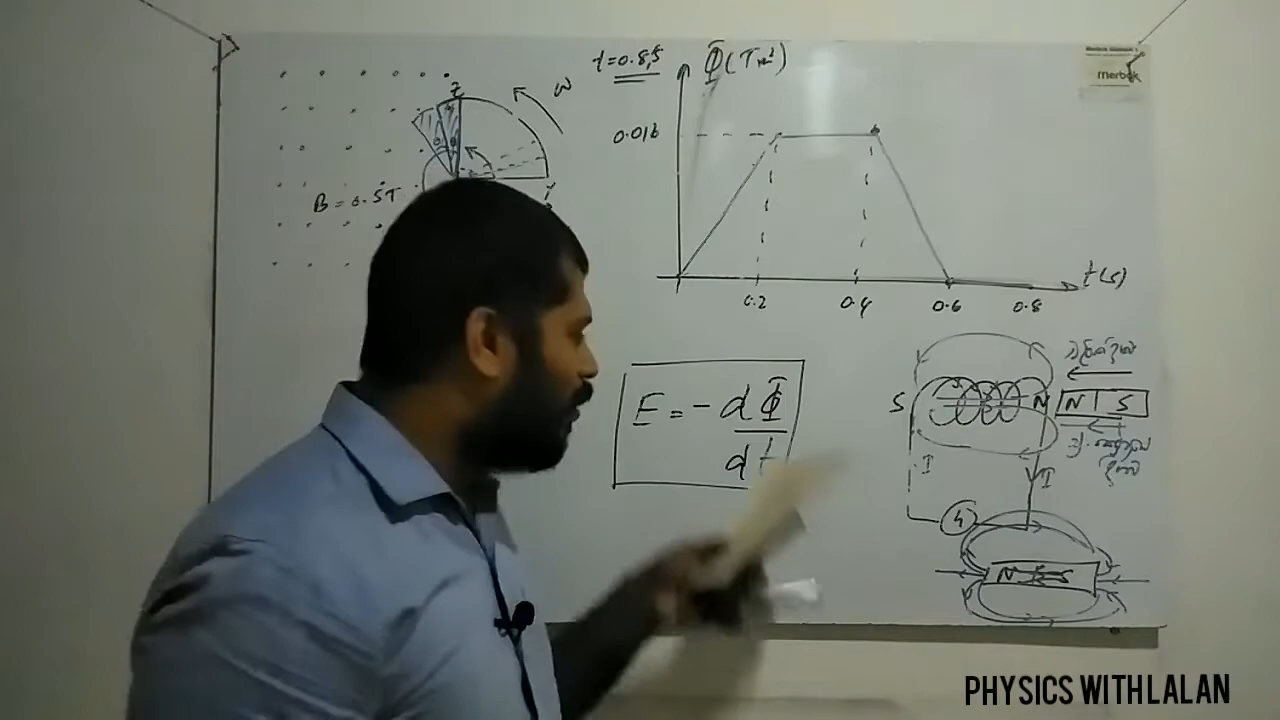 t=0.8s
Φ(Tm²)
ω
Z
0.016
θ θ
Y
B = 0.5T
t(s)
0.2 0.4 0.6 0.8
E = -dΦ/dt
S N N S
I I
N S
merbok
PHYSICS WITH LALAN